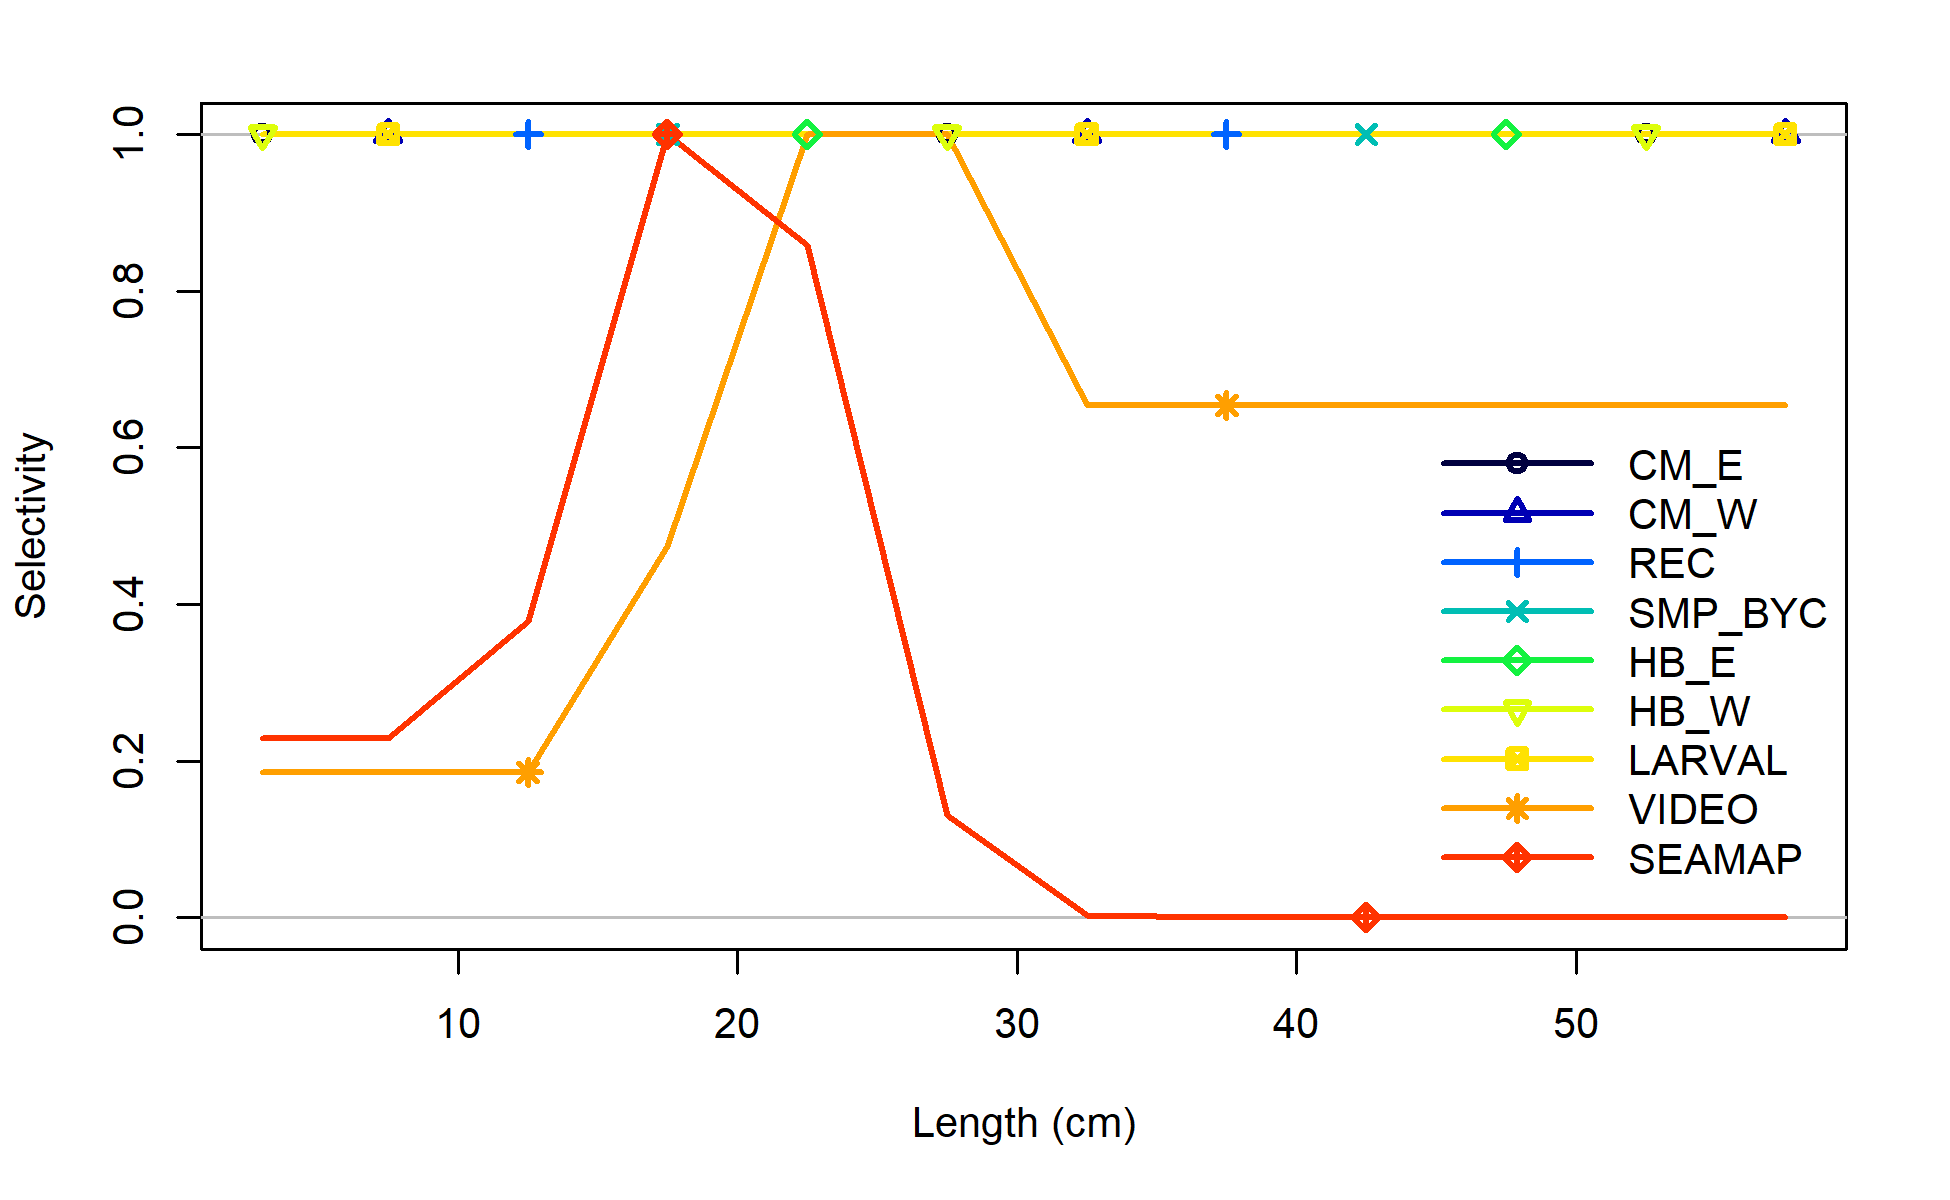 Selectivity
1.0
0.8
0.6
0.4
0.2
0.0
CM_E
CM_W
REC
SMP_BYC
HB_E
HB_W
LARVAL
VIDEO
SEAMAP
10 20 30 40 50
Length (cm)